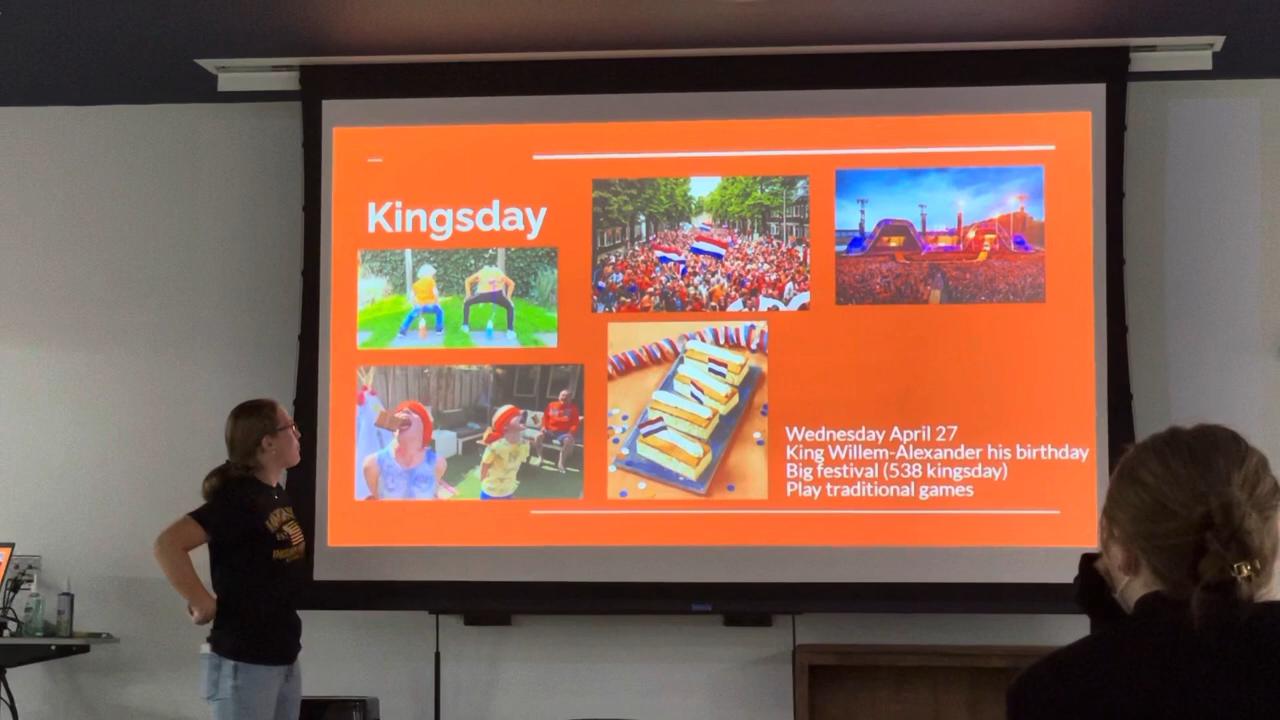 Kingsday
Wednesday April 27
King Willem-Alexander his birthday
Big festival (538 kingsday)
Play traditional games